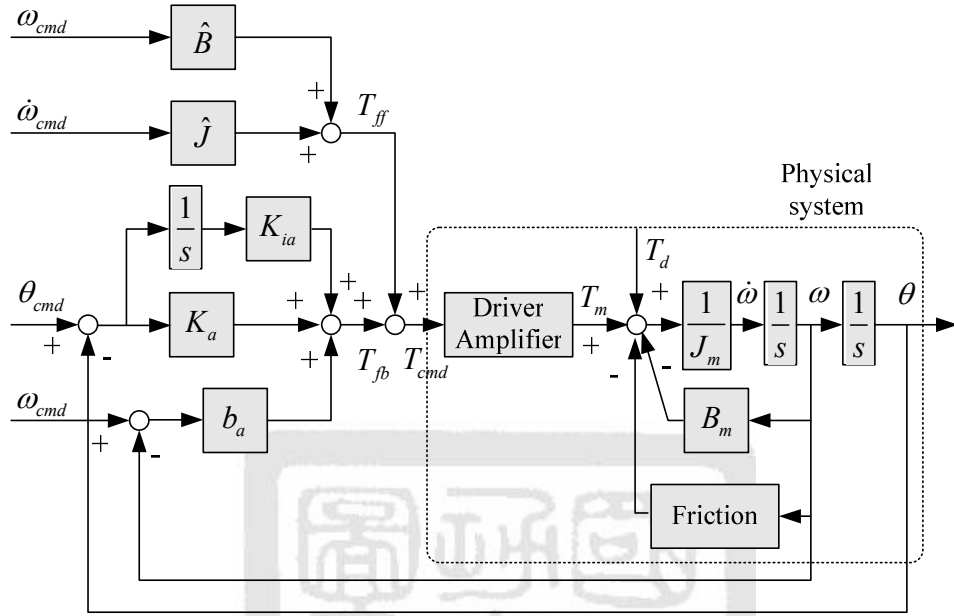 ω_cmd
B̂
ω̇_cmd
Ĵ
+
+
T_ff
Physical
system
1/s
K_ia
θ_cmd
+
-
K_a
+
+
+
+
+
T_fb
T_cmd
Driver
Amplifier
T_m
+
T_d
+
-
-
1/J_m
ω̇
1/s
ω
1/s
θ
ω_cmd
+
-
b_a
B_m
Friction